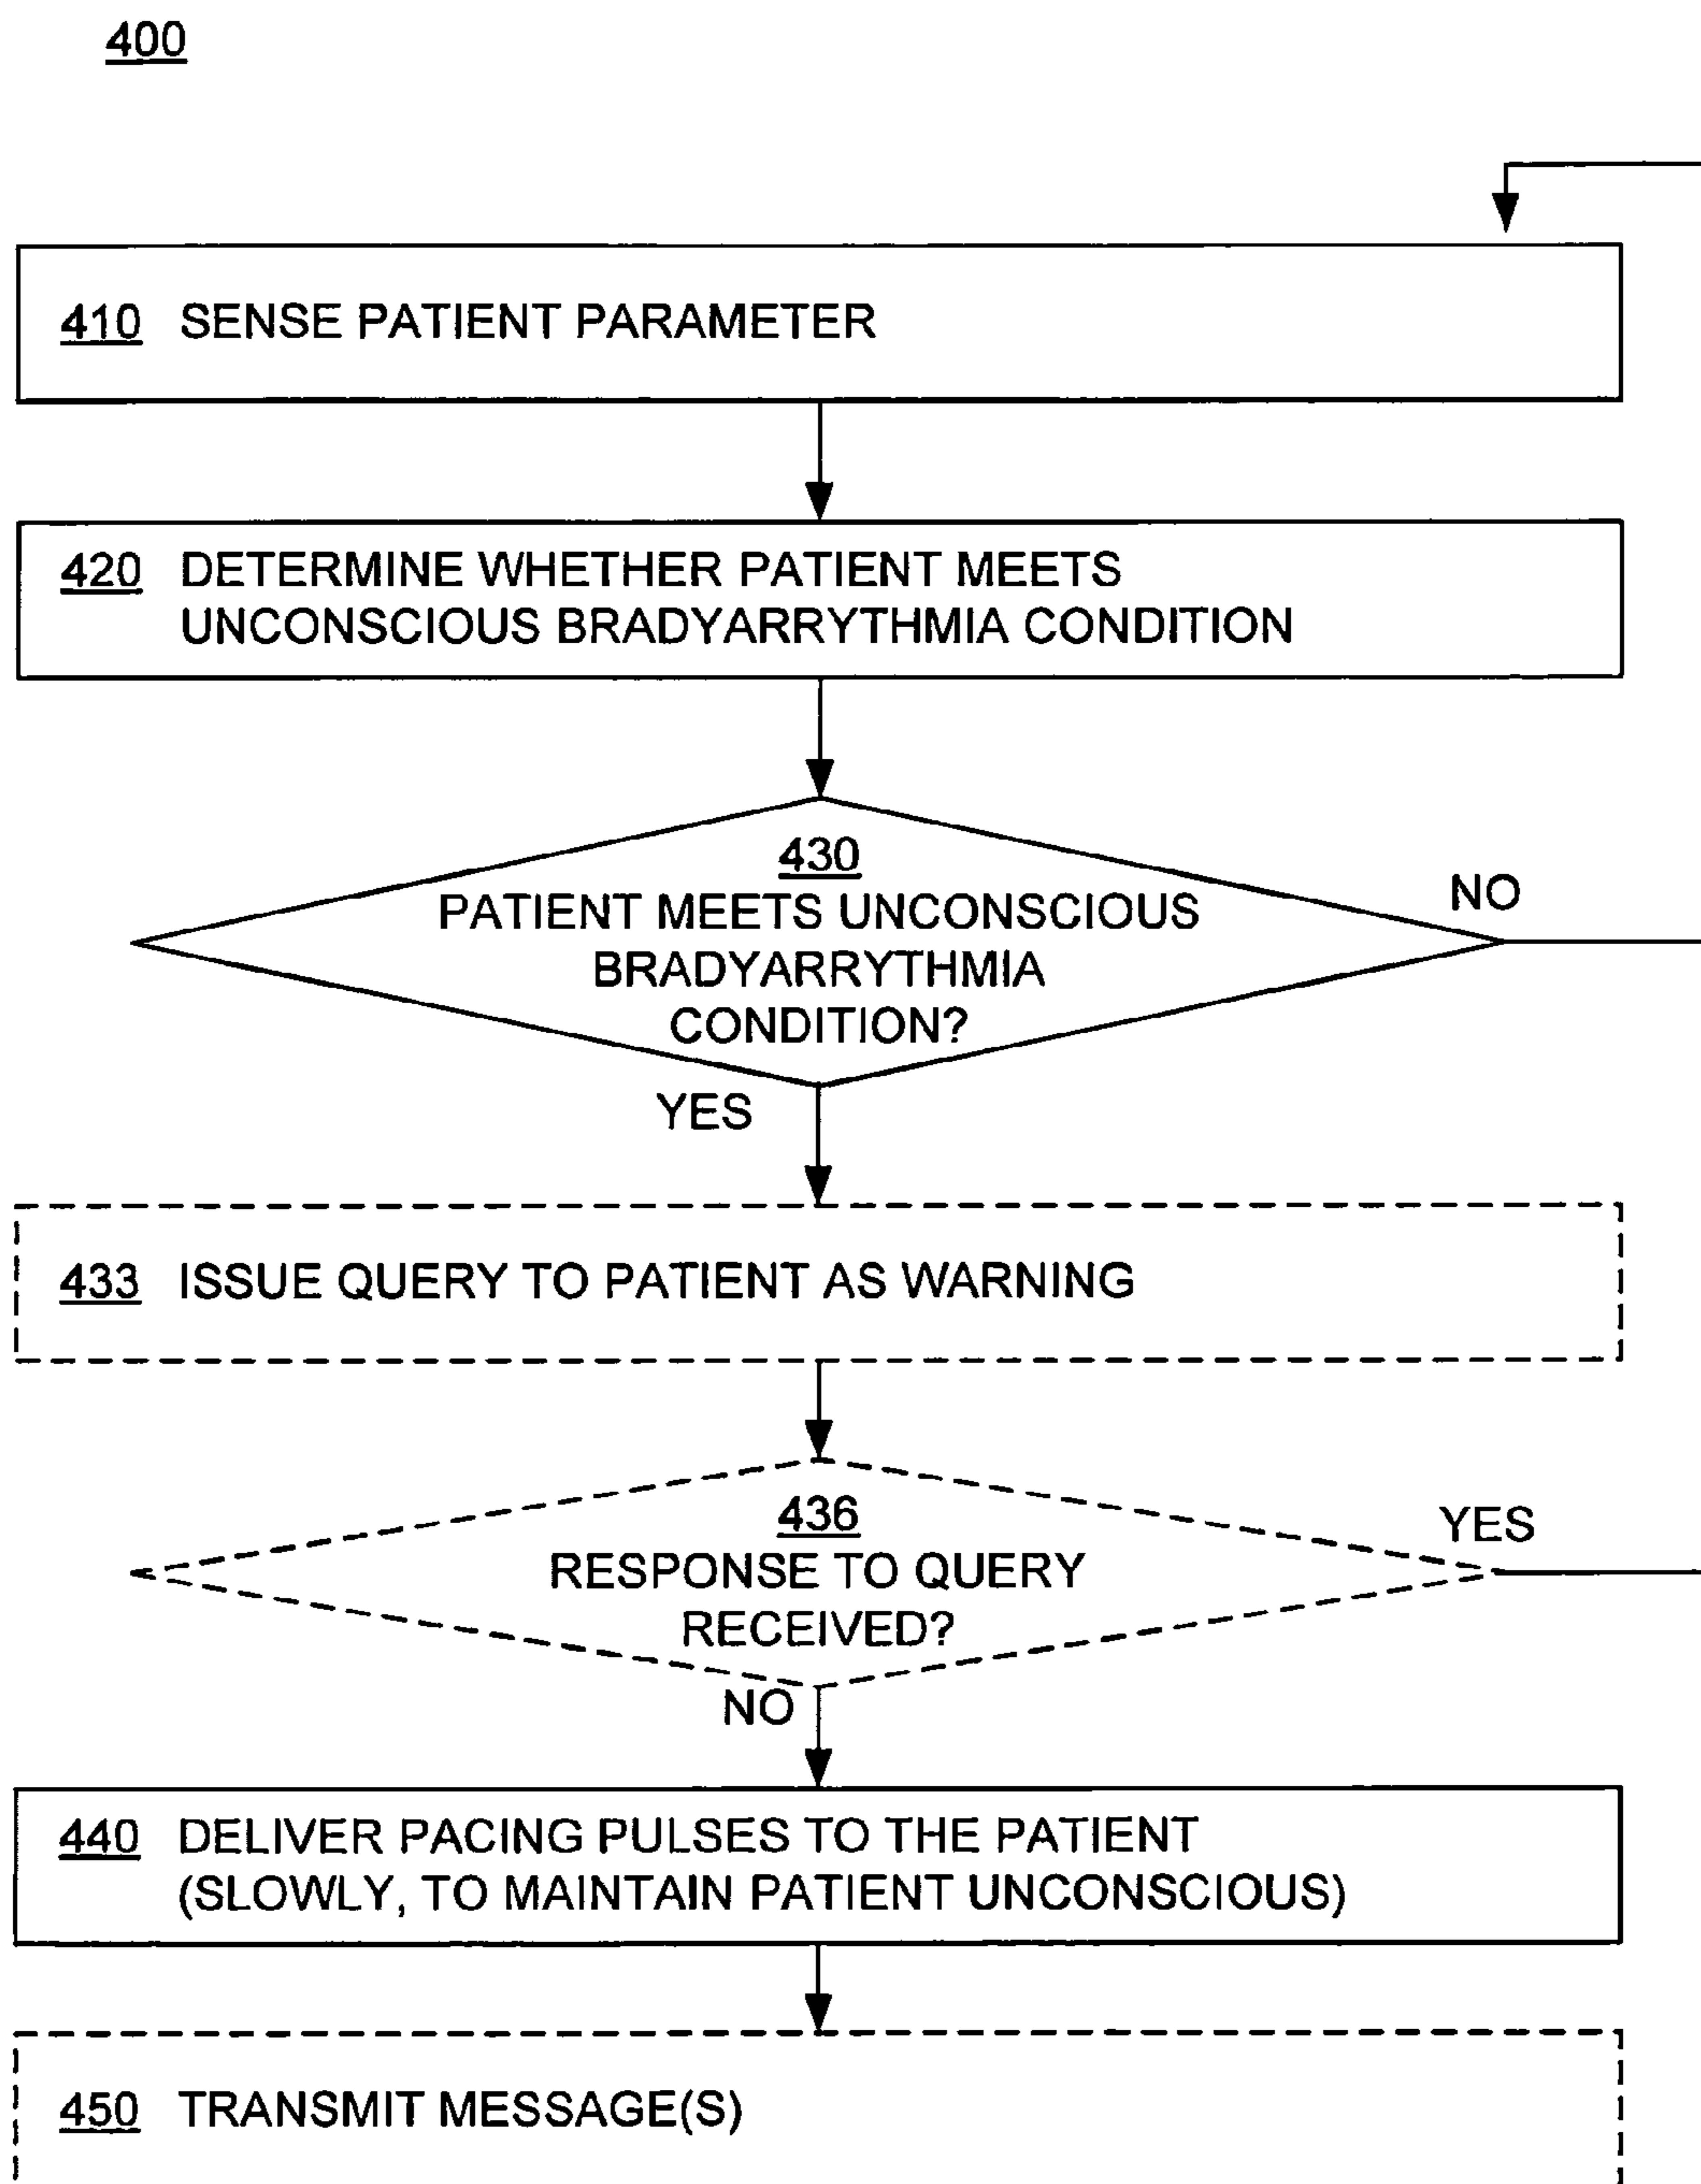 400
410 SENSE PATIENT PARAMETER
420 DETERMINE WHETHER PATIENT MEETS
UNCONSCIOUS BRADYARRYTHMIA CONDITION
430
PATIENT MEETS UNCONSCIOUS
BRADYARRYTHMIA
CONDITION?
NO
YES
433 ISSUE QUERY TO PATIENT AS WARNING
436
RESPONSE TO QUERY
RECEIVED?
YES
NO
440 DELIVER PACING PULSES TO THE PATIENT
(SLOWLY, TO MAINTAIN PATIENT UNCONSCIOUS)
450 TRANSMIT MESSAGE(S)